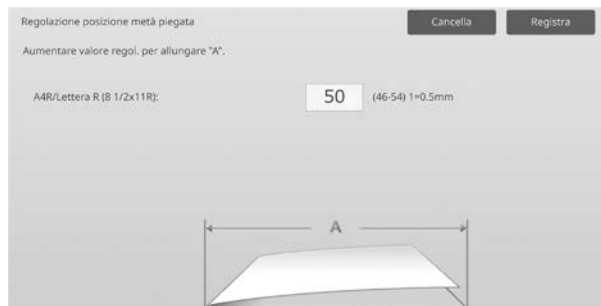 Regolazione posizione metà piegata
Cancella
Registra
Aumentare valore regol. per allungare "A".
A4R/Lettera R (8 1/2x11R):
50
(46-54) 1=0.5mm
A